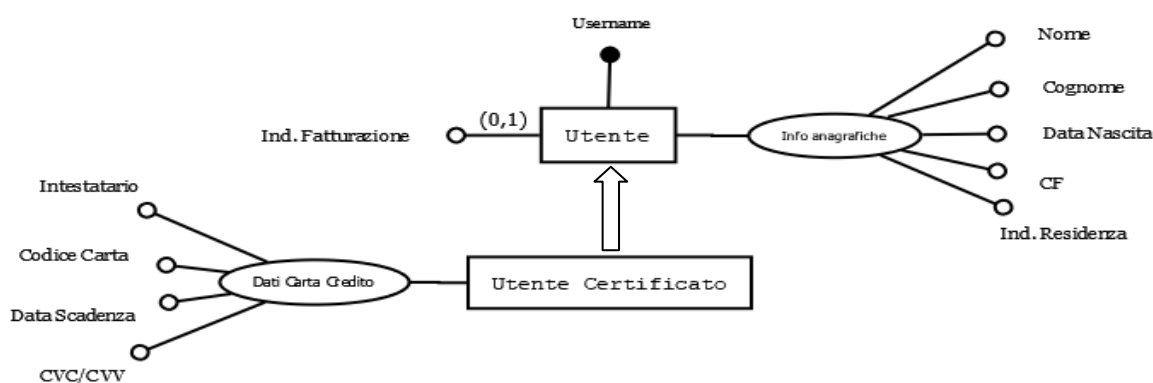 Username
Nome
Cognome
(0,1)
Ind. Fatturazione
Utente
Info anagrafiche
Data Nascita
CF
Ind. Residenza
Intestatario
Codice Carta
Dati Carta Credito
Utente Certificato
Data Scadenza
CVC/CVV